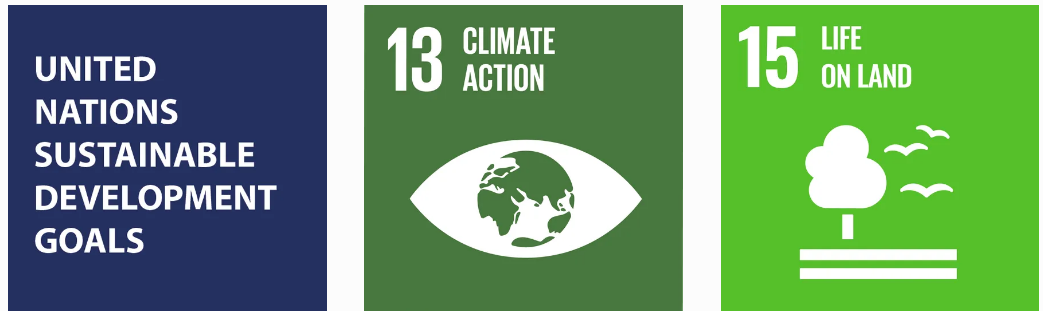 UNITED
NATIONS
SUSTAINABLE
DEVELOPMENT
GOALS
13 CLIMATE
ACTION
15 LIFE
ON LAND